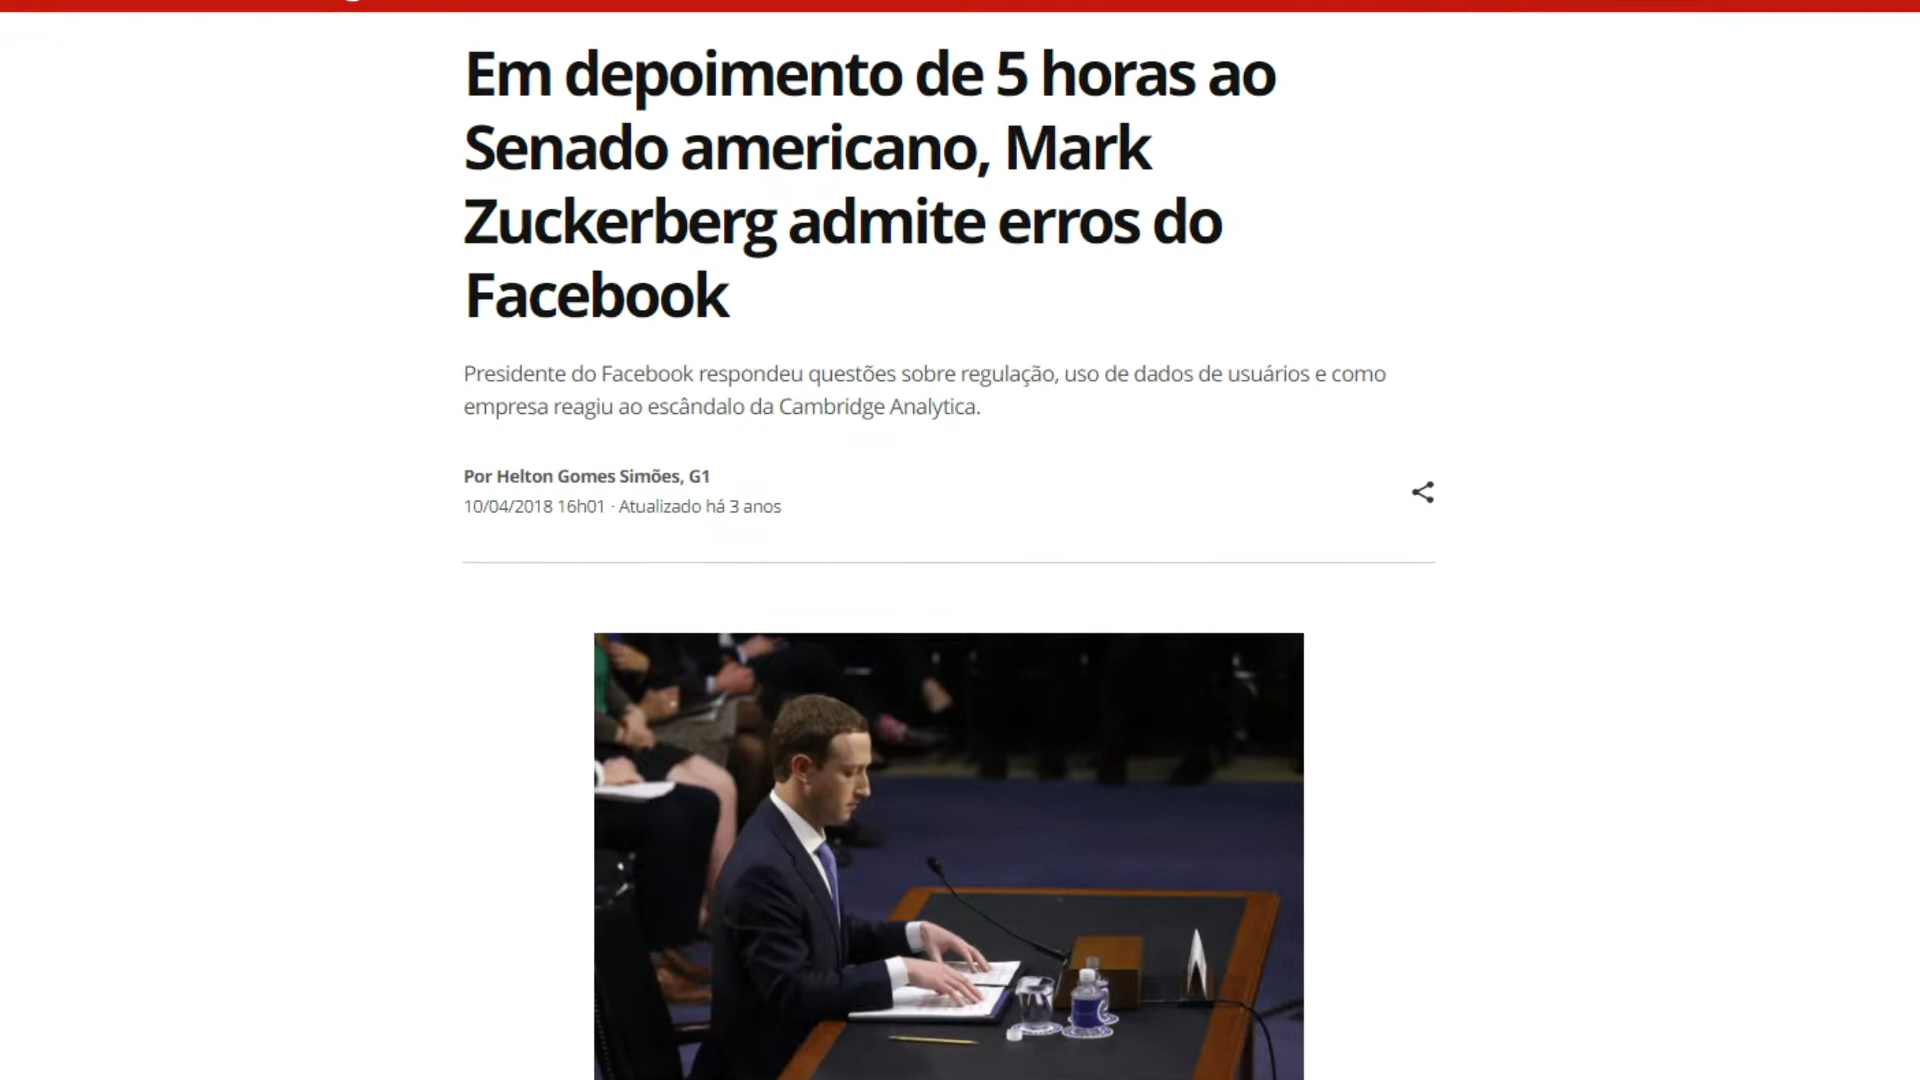 Em depoimento de 5 horas ao
Senado americano, Mark
Zuckerberg admite erros do
Facebook
Presidente do Facebook respondeu questões sobre regulação, uso de dados de usuários e como
empresa reagiu ao escândalo da Cambridge Analytica.
Por Helton Gomes Simões, G1
10/04/2018 16h01 · Atualizado há 3 anos